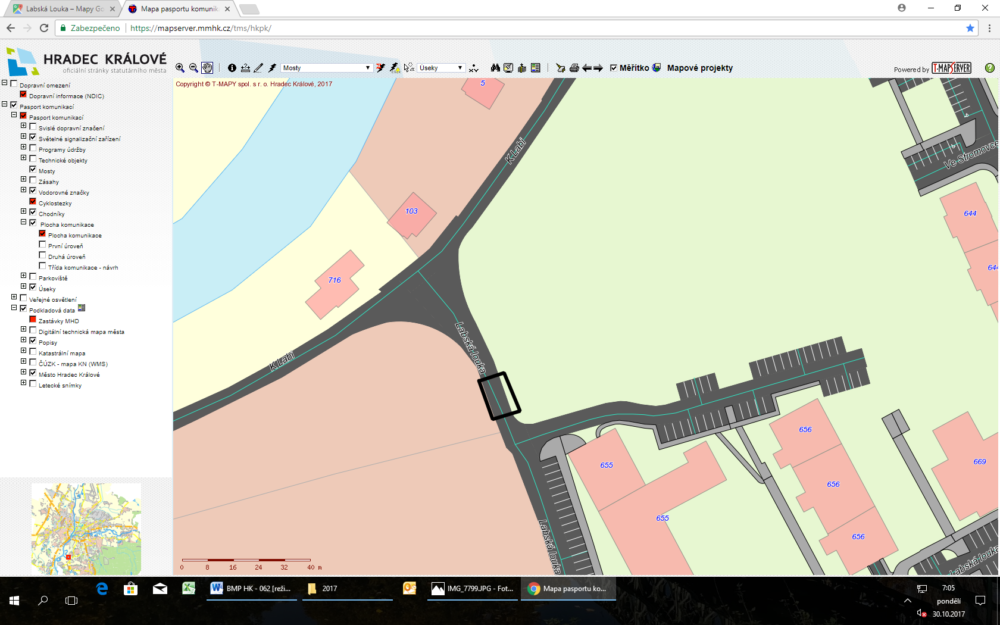 Labská Louka – Mapy Go
Mapa pasportu komunik
Zabezpečeno
https://mapserver.mmhk.cz/tms/hkpk/
HRADEC KRÁLOVÉ
oficiální stránky statutárního města
Mosty
Úseky
Měřítko
Mapové projekty
Powered by T-MAPSERVER
Copyright © T-MAPY spol. s r. o. Hradec Králové, 2017
Dopravní omezení
Dopravní informace (NDIC)
Pasport komunikací
Pasport komunikací
Svislé dopravní značení
Světelné signalizační zařízení
Programy údržby
Technické objekty
Mosty
Zásahy
Vodorovné značky
Cyklostezky
Chodníky
Plocha komunikace
Plocha komunikace
První úroveň
Druhá úroveň
Třída komunikace - návrh
Parkoviště
Úseky
Veřejné osvětlení
Podkladová data
Zastávky MHD
Digitální technická mapa města
Popisy
Katastrální mapa
ČÚZK - mapa KN (WMS)
Město Hradec Králové
Letecké snímky
5
K Labi
Ve Stromovce
103
644
716
644
Labská louka
K Labi
656
655
669
656
655
656
Labská louka
Labská louka
0 8 16 24 32 40 m
BMP HK - 062 [reži...
2017
IMG_7799.JPG - Fot...
Mapa pasportu ko...
7:05
pondělí
30.10.2017